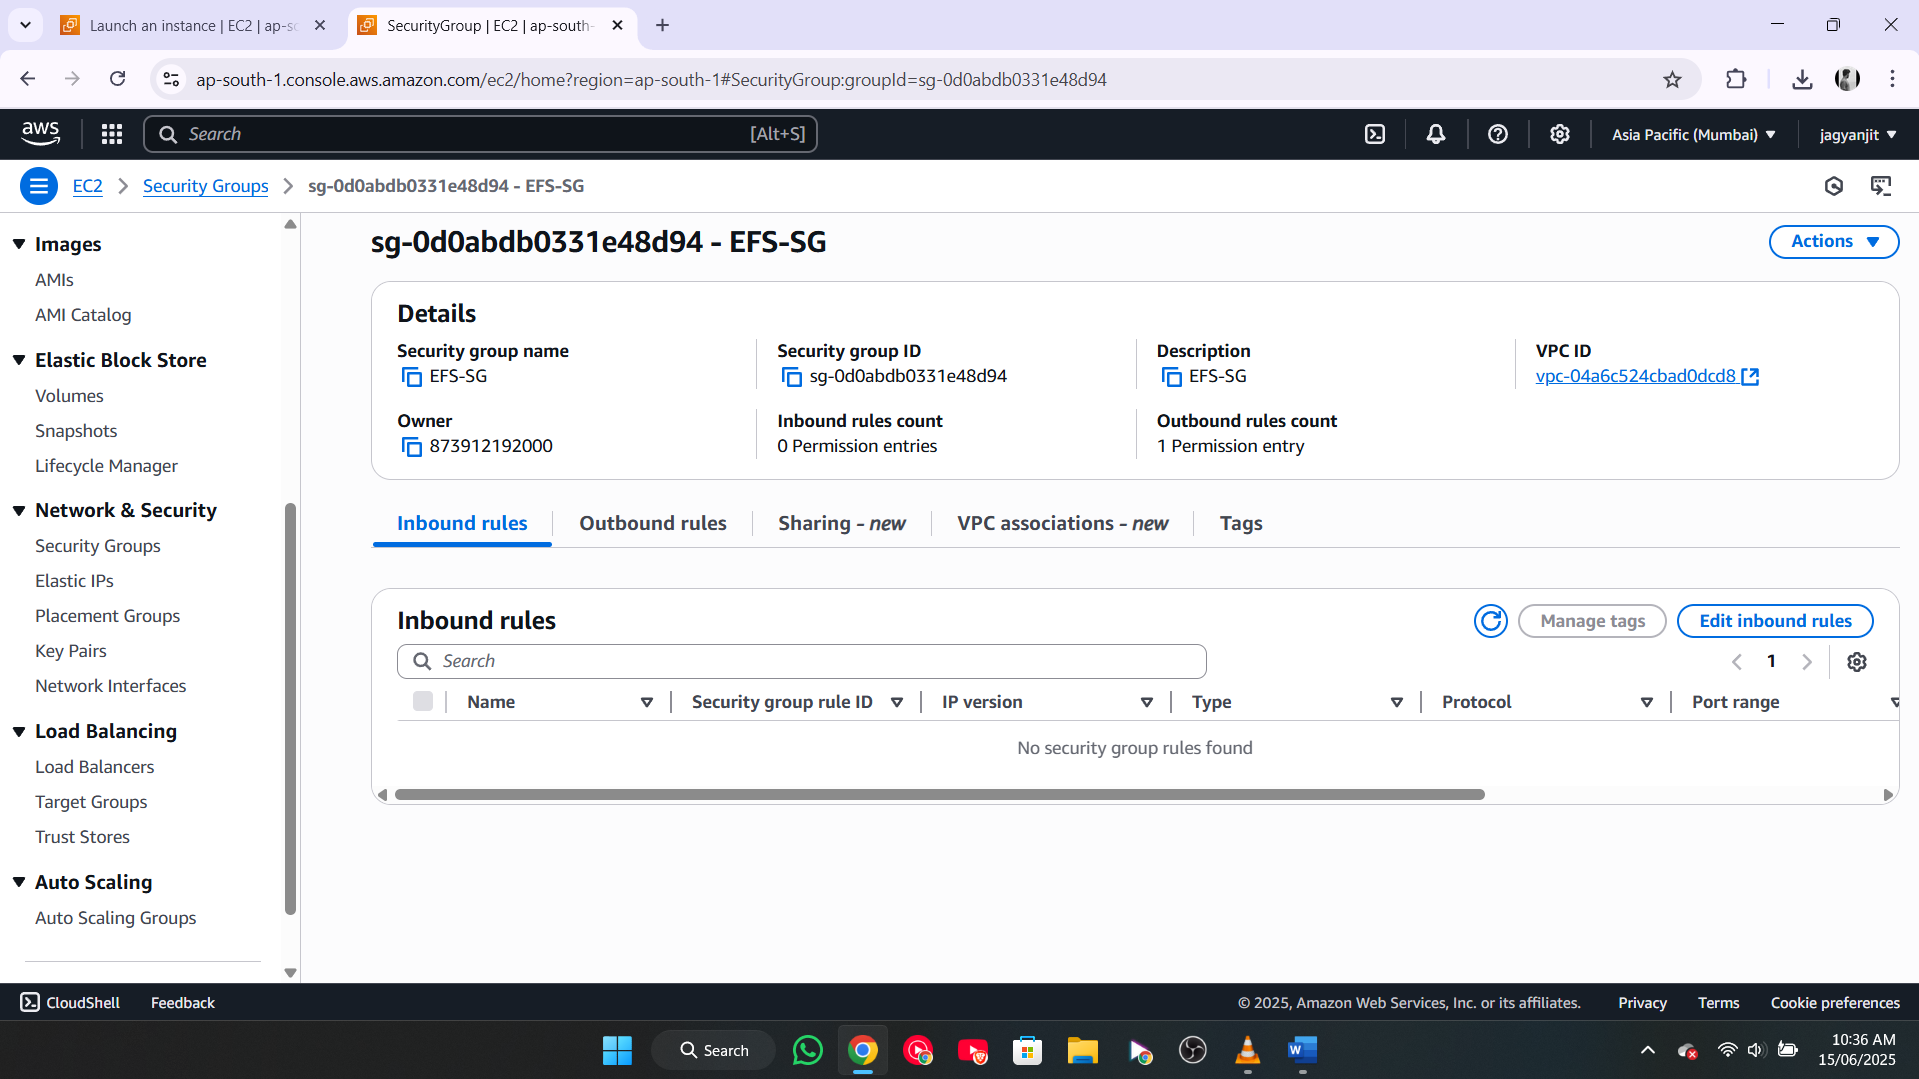 Launch an instance | EC2 | ap-sc
SecurityGroup | EC2 | ap-south-
ap-south-1.console.aws.amazon.com/ec2/home?region=ap-south-1#SecurityGroup:groupId=sg-0d0abdb0331e48d94
aws
Search
[Alt+S]
Asia Pacific (Mumbai)
jagyanjit
EC2
Security Groups
sg-0d0abdb0331e48d94 - EFS-SG
Images
AMIs
AMI Catalog
Elastic Block Store
Volumes
Snapshots
Lifecycle Manager
Network & Security
Security Groups
Elastic IPs
Placement Groups
Key Pairs
Network Interfaces
Load Balancing
Load Balancers
Target Groups
Trust Stores
Auto Scaling
Auto Scaling Groups
sg-0d0abdb0331e48d94 - EFS-SG
Actions
Details
Security group name
EFS-SG
Security group ID
sg-0d0abdb0331e48d94
Description
EFS-SG
VPC ID
vpc-04a6c524cbad0dcd8
Owner
873912192000
Inbound rules count
0 Permission entries
Outbound rules count
1 Permission entry
Inbound rules
Outbound rules
Sharing - new
VPC associations - new
Tags
Inbound rules
Manage tags
Edit inbound rules
Search
1
Name
Security group rule ID
IP version
Type
Protocol
Port range
No security group rules found
CloudShell
Feedback
© 2025, Amazon Web Services, Inc. or its affiliates.
Privacy
Terms
Cookie preferences
Search
10:36 AM
15/06/2025